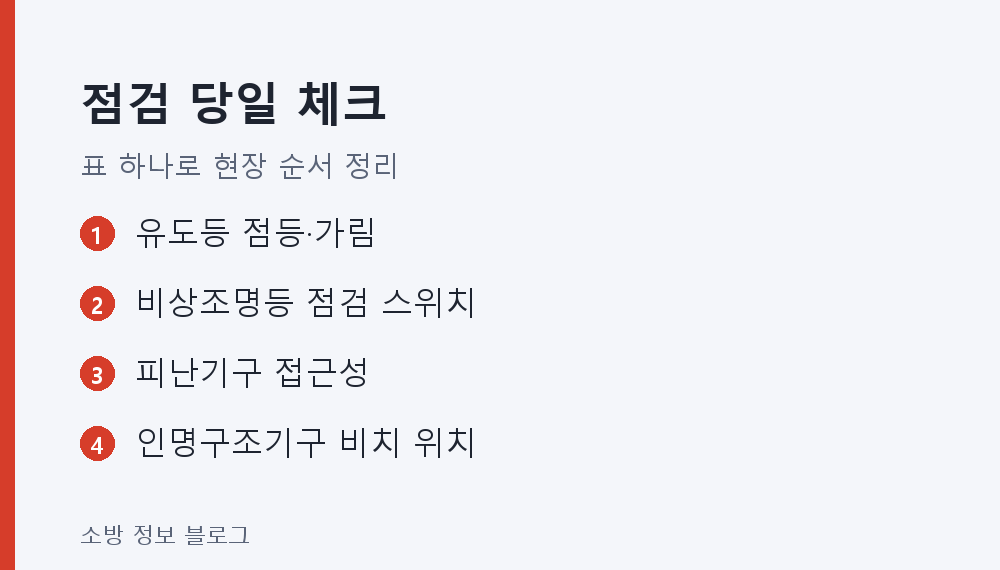 점검 당일 체크
표 하나로 현장 순서 정리
1 유도등 점등·가림
2 비상조명등 점검 스위치
3 피난기구 접근성
4 인명구조기구 비치 위치
소방 정보 블로그